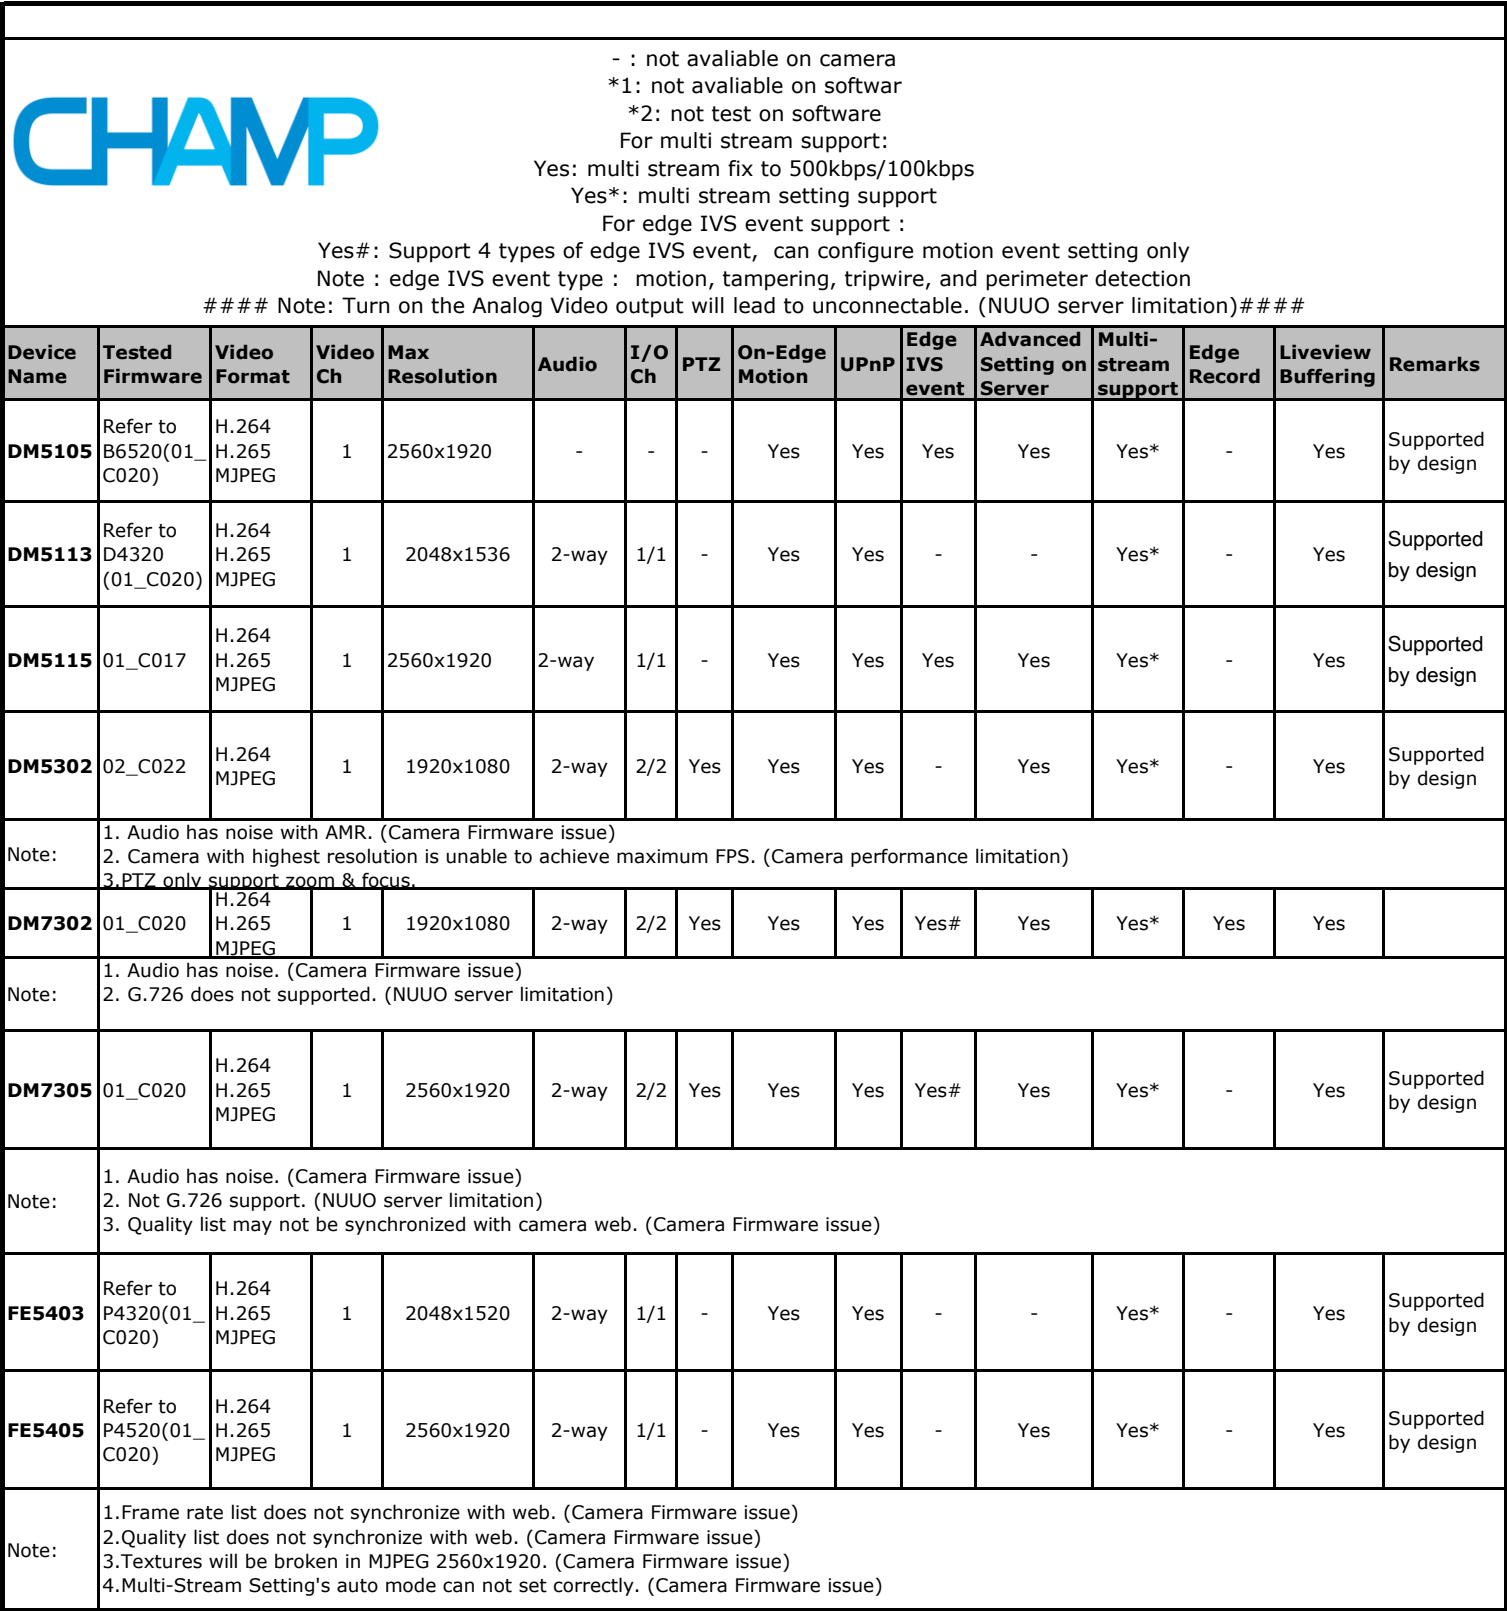 CHAMP
- : not avaliable on camera
*1: not avaliable on softwar
*2: not test on software
For multi stream support:
Yes: multi stream fix to 500kbps/100kbps
Yes*: multi stream setting support
For edge IVS event support :
Yes#: Support 4 types of edge IVS event,  can configure motion event setting only
Note : edge IVS event type :  motion, tampering, tripwire, and perimeter detection
#### Note: Turn on the Analog Video output will lead to unconnectable. (NUUO server limitation)####
Device Name | Tested Firmware | Video Format | Video Ch | Max Resolution | Audio | I/O Ch | PTZ | On-Edge Motion | UPnP | Edge IVS event | Advanced Setting on Server | Multi-stream support | Edge Record | Liveview Buffering | Remarks
DM5105 | Refer to B6520(01_C020) | H.264 H.265 MJPEG | 1 | 2560x1920 | - | - | - | Yes | Yes | Yes | Yes | Yes* | - | Yes | Supported by design
DM5113 | Refer to D4320 (01_C020) | H.264 H.265 MJPEG | 1 | 2048x1536 | 2-way | 1/1 | - | Yes | Yes | - | - | Yes* | - | Yes | Supported by design
DM5115 | 01_C017 | H.264 H.265 MJPEG | 1 | 2560x1920 | 2-way | 1/1 | - | Yes | Yes | Yes | Yes | Yes* | - | Yes | Supported by design
DM5302 | 02_C022 | H.264 MJPEG | 1 | 1920x1080 | 2-way | 2/2 | Yes | Yes | Yes | - | Yes | Yes* | - | Yes | Supported by design
Note:
1. Audio has noise with AMR. (Camera Firmware issue)
2. Camera with highest resolution is unable to achieve maximum FPS. (Camera performance limitation)
3.PTZ only support zoom & focus.
DM7302 | 01_C020 | H.264 H.265 MJPEG | 1 | 1920x1080 | 2-way | 2/2 | Yes | Yes | Yes | Yes# | Yes | Yes* | Yes | Yes
Note:
1. Audio has noise. (Camera Firmware issue)
2. G.726 does not supported. (NUUO server limitation)
DM7305 | 01_C020 | H.264 H.265 MJPEG | 1 | 2560x1920 | 2-way | 2/2 | Yes | Yes | Yes | Yes# | Yes | Yes* | - | Yes | Supported by design
Note:
1. Audio has noise. (Camera Firmware issue)
2. Not G.726 support. (NUUO server limitation)
3. Quality list may not be synchronized with camera web. (Camera Firmware issue)
FE5403 | Refer to P4320(01_C020) | H.264 H.265 MJPEG | 1 | 2048x1520 | 2-way | 1/1 | - | Yes | Yes | - | - | Yes* | - | Yes | Supported by design
FE5405 | Refer to P4520(01_C020) | H.264 H.265 MJPEG | 1 | 2560x1920 | 2-way | 1/1 | - | Yes | Yes | - | Yes | Yes* | - | Yes | Supported by design
Note:
1.Frame rate list does not synchronize with web. (Camera Firmware issue)
2.Quality list does not synchronize with web. (Camera Firmware issue)
3.Textures will be broken in MJPEG 2560x1920. (Camera Firmware issue)
4.Multi-Stream Setting's auto mode can not set correctly. (Camera Firmware issue)